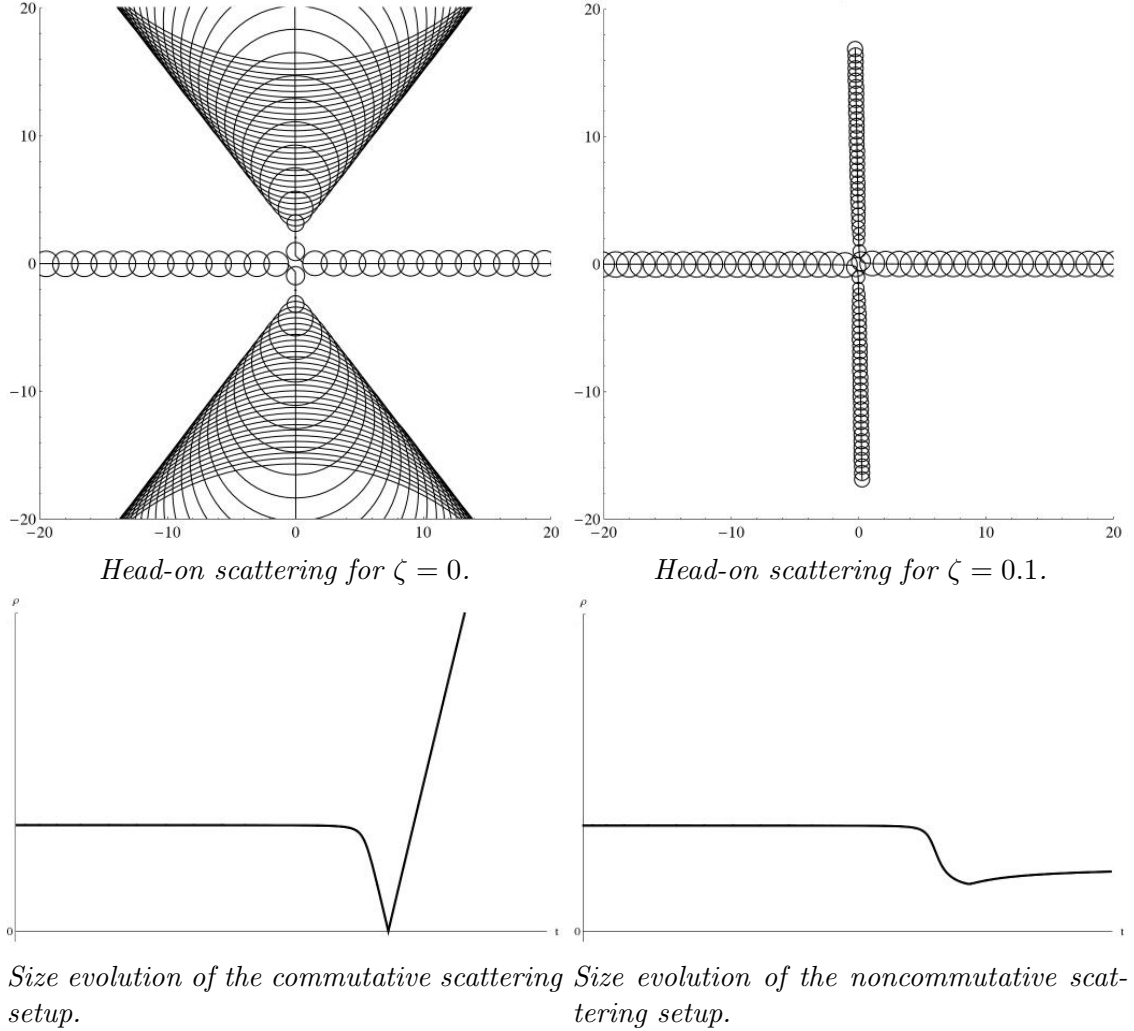 20
10
0
−10
−20
−20 −10 0 10 20
20
10
0
−10
−20
−20 −10 0 10 20
Head-on scattering for ζ = 0.
Head-on scattering for ζ = 0.1.
ρ
0
t
ρ
0
t
Size evolution of the commutative scattering
setup.
Size evolution of the noncommutative scat-
tering setup.